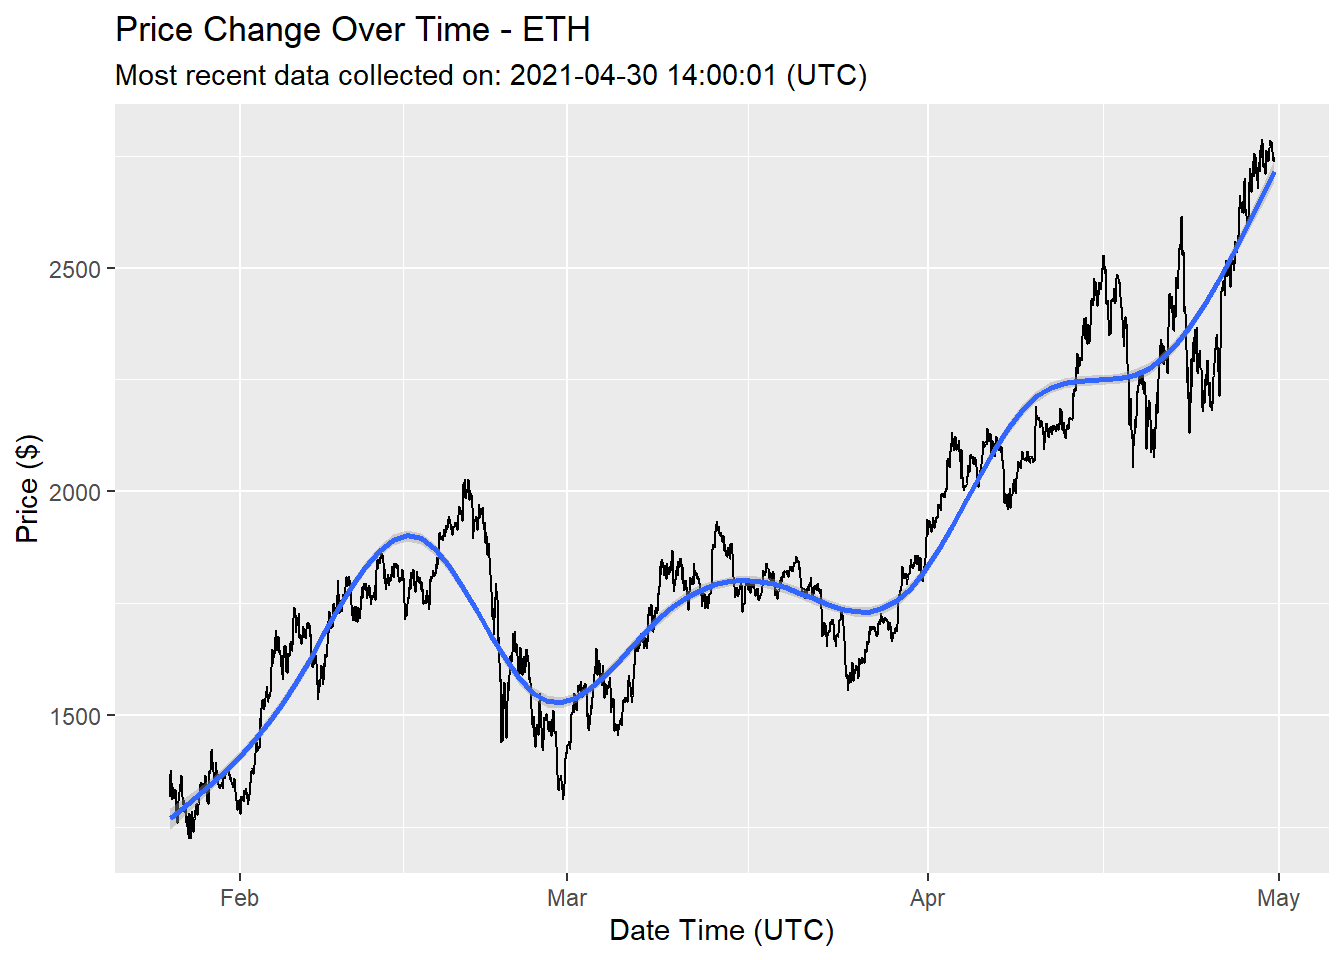 Price Change Over Time - ETH
Most recent data collected on: 2021-04-30 14:00:01 (UTC)
Price ($)
2500
2000
1500
Feb Mar Apr May
Date Time (UTC)